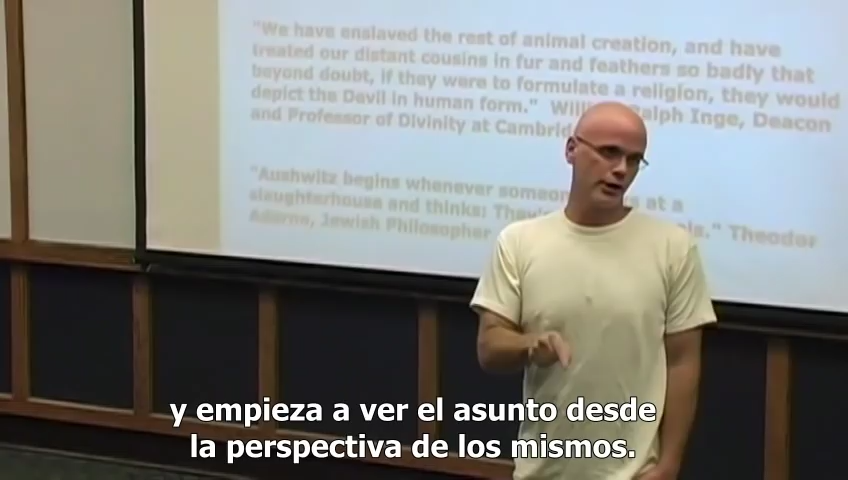 "We have enslaved the rest of animal creation, and have
treated our distant cousins in fur and feathers so badly that
beyond doubt, if they were to formulate a religion, they would
depict the Devil in human form." Ralph Inge, Deacon
and Professor of Divinity at
"Aushwitz begins whenever at a
slaughterhouse and thinks: Theodor
Adorno, Jewish Philosopher
y empieza a ver el asunto desde
la perspectiva de los mismos.